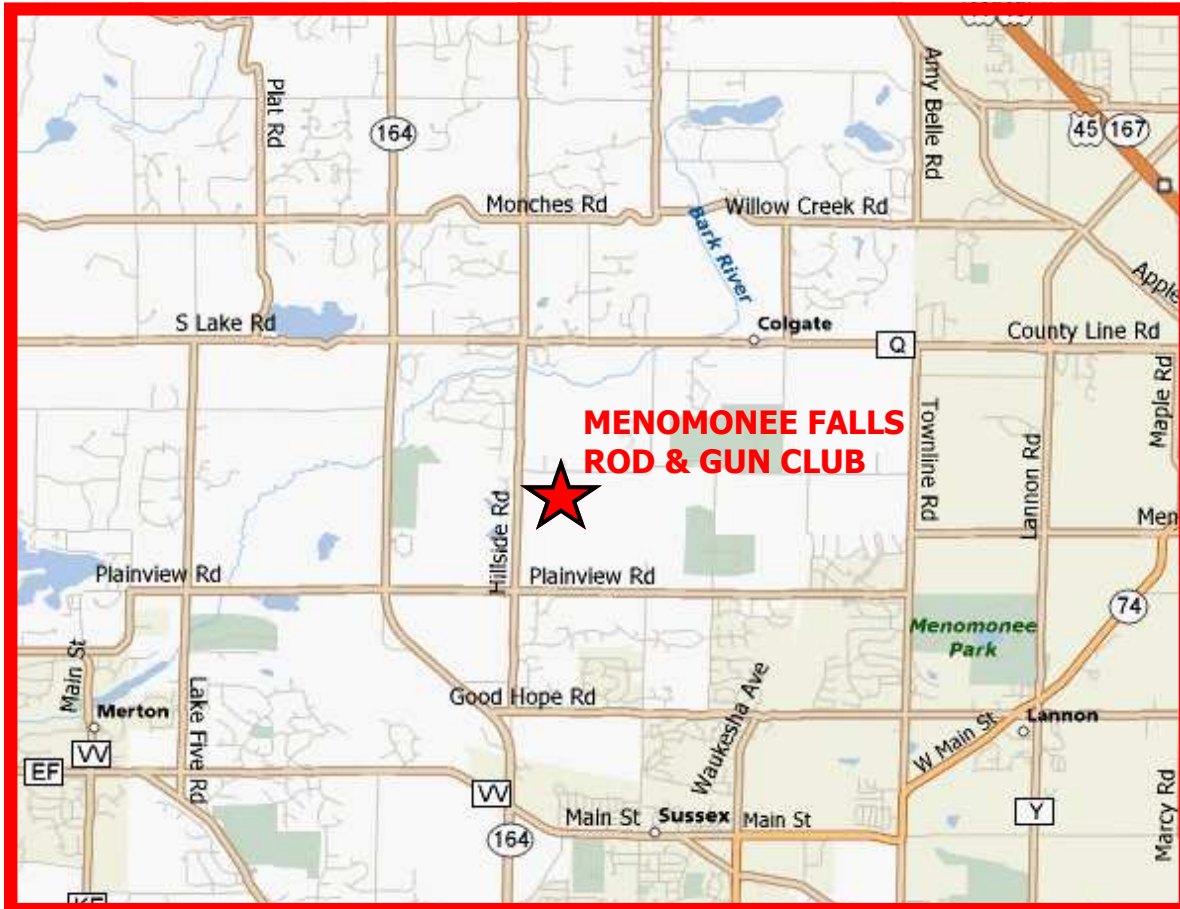 Plat Rd
164
Amy Belle Rd
45
167
Monches Rd
Willow Creek Rd
Bark River
Apple
S Lake Rd
Colgate
Q
County Line Rd
Maple Rd
MENOMONEE FALLS
ROD & GUN CLUB
Townline Rd
Lannon Rd
Hillside Rd
Men
Plainview Rd
Plainview Rd
74
Menomonee
Park
Main St
Merton
Lake Five Rd
Good Hope Rd
Waukesha Ave
W Main St
Lannon
VV
EF
VV
Main St
Sussex
Main St
Y
Marcy Rd
164